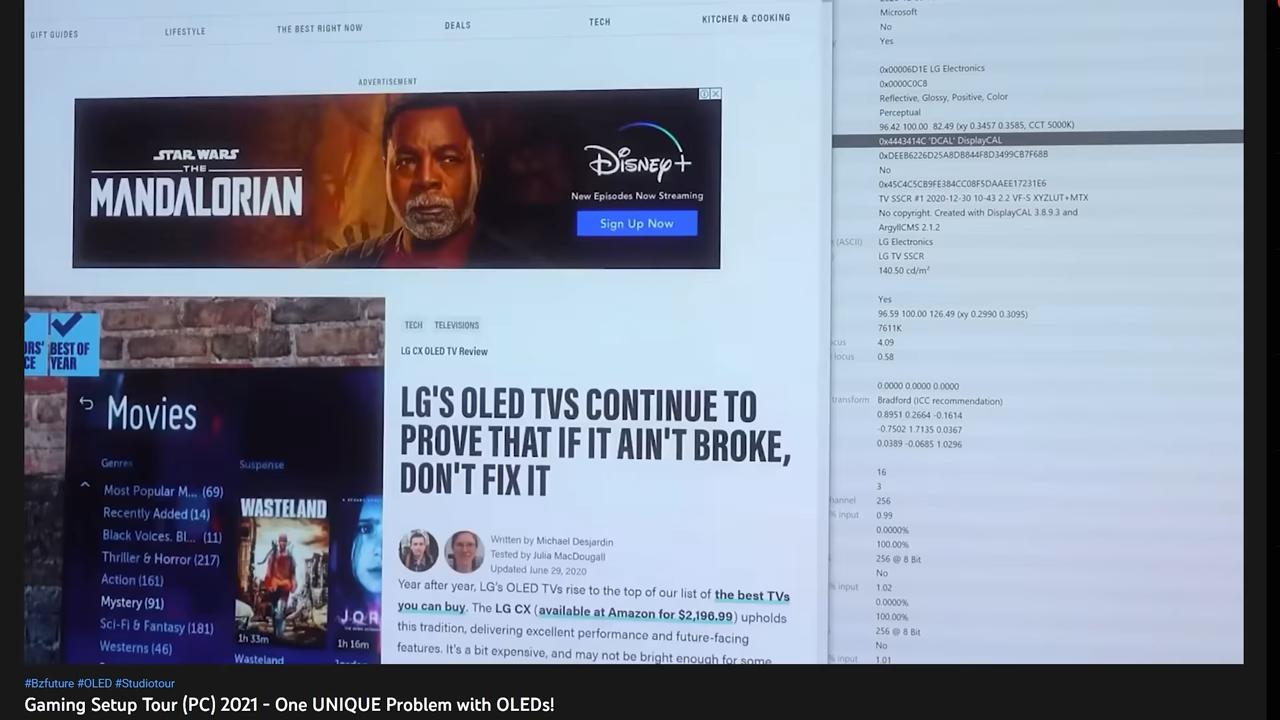 GIFT GUIDES
LIFESTYLE
THE BEST RIGHT NOW
DEALS
TECH
KITCHEN & COOKING
ADVERTISEMENT
STAR WARS
THE
MANDALORIAN
Disney+
New Episodes Now Streaming
Sign Up Now
BEST OF
YEAR
Movies
Genres
Most Popular M... (69)
Recently Added (14)
Black Voices. Bl... (11)
Thriller & Horror (217)
Action (161)
Mystery (91)
Sci-Fi & Fantasy (181)
Westerns (46)
Suspense
WASTELAND
1h 33m
Wasteland
1h 16m
TECH TELEVISIONS
LG CX OLED TV Review
LG'S OLED TVS CONTINUE TO
PROVE THAT IF IT AIN'T BROKE,
DON'T FIX IT
Written by Michael Desjardin
Tested by Julia MacDougall
Updated June 29, 2020
Year after year, LG's OLED TVs rise to the top of our list of the best TVs
you can buy. The LG CX (available at Amazon for $2,196.99) upholds
this tradition, delivering excellent performance and future-facing
features. It's a bit expensive, and may not be bright enough for some
Microsoft
No
Yes
0x00006D1E LG Electronics
0x0000C0C8
Reflective, Glossy, Positive, Color
Perceptual
96.42 100.00 82.49 (xy 0.3457 0.3585, CCT 5000K)
0x4443414C 'DCAL' DisplayCAL
0xDEEB6226D25A8DB844F8D3499CB7F68B
No
0x45C4C5CB9FE384CC08F5DAAEE17231E6
TV SSCR #1 2020-12-30 10-43 2.2 VF-S XYZLUT+MTX
No copyright. Created with DisplayCAL 3.8.9.3 and
ArgyllCMS 2.1.2
(ASCII) LG Electronics
LG TV SSCR
140.50 cd/m²
Yes
96.59 100.00 126.49 (xy 0.2990 0.3095)
7611K
4.09
locus 0.58
0.0000 0.0000 0.0000
transform Bradford (ICC recommendation)
0.8951 0.2664 -0.1614
-0.7502 1.7135 0.0367
0.0389 -0.0685 1.0296
16
3
256
% input 0.99
0.0000%
100.00%
256 @ 8 Bit
No
% input 1.02
0.0000%
100.00%
256 @ 8 Bit
No
% input 1.01
#Bzfuture #OLED #Studiotour
Gaming Setup Tour (PC) 2021 - One UNIQUE Problem with OLEDs!